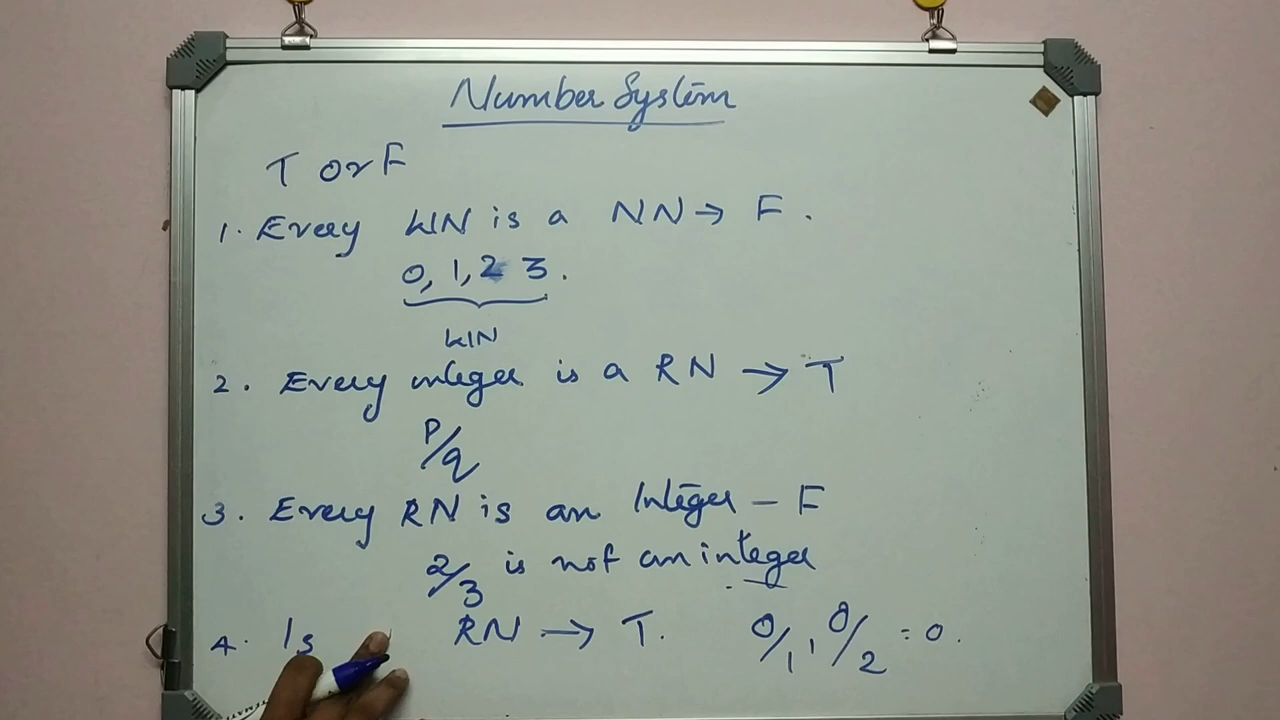 Number System
T or F
1. Every WN is a NN → F.
0, 1, 2 3.
WN
2. Every integer is a RN → T
P/q
3. Every RN is an Integer - F
2/3 is not an integer
4. Is RN → T. 0/1, 0/2 = 0.